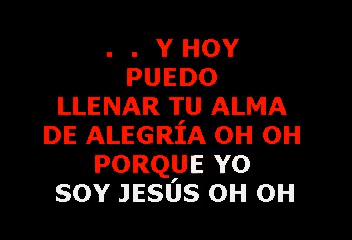 . . Y HOY
PUEDO
LLENAR TU ALMA
DE ALEGRÍA OH OH
PORQUE YO
SOY JESÚS OH OH